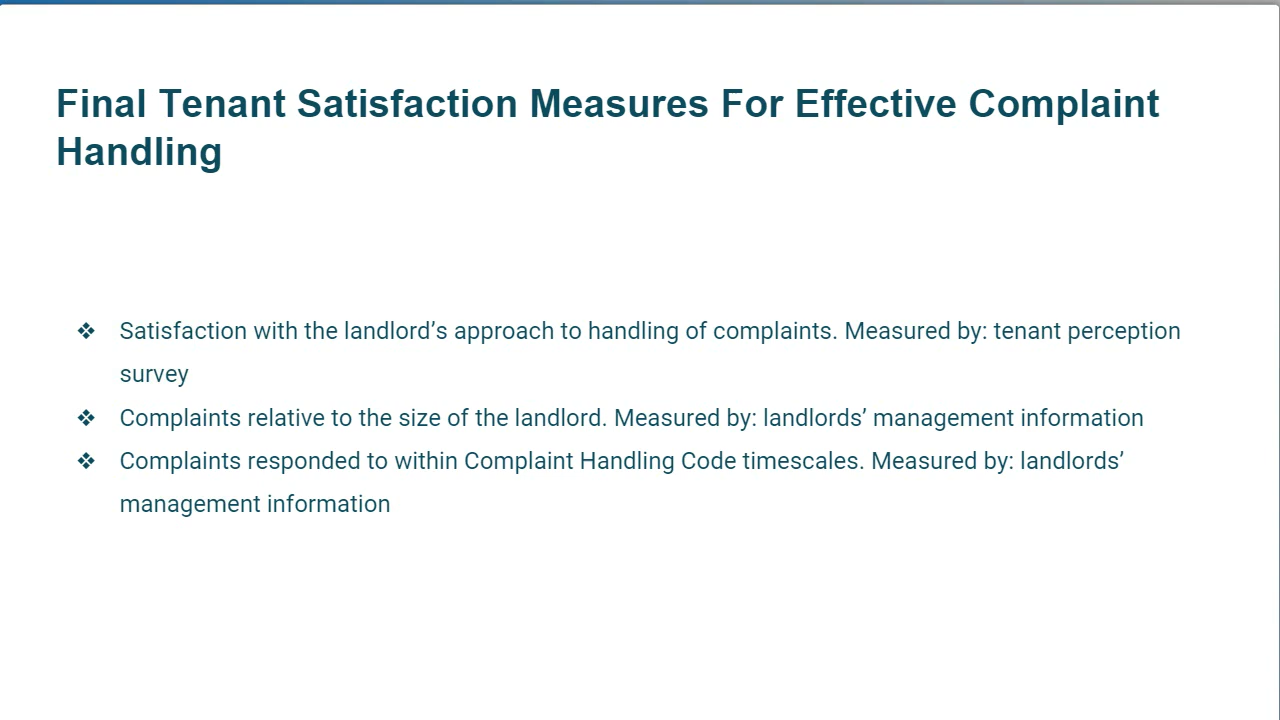 Final Tenant Satisfaction Measures For Effective Complaint
Handling
❖ Satisfaction with the landlord’s approach to handling of complaints. Measured by: tenant perception
survey
❖ Complaints relative to the size of the landlord. Measured by: landlords’ management information
❖ Complaints responded to within Complaint Handling Code timescales. Measured by: landlords’
management information